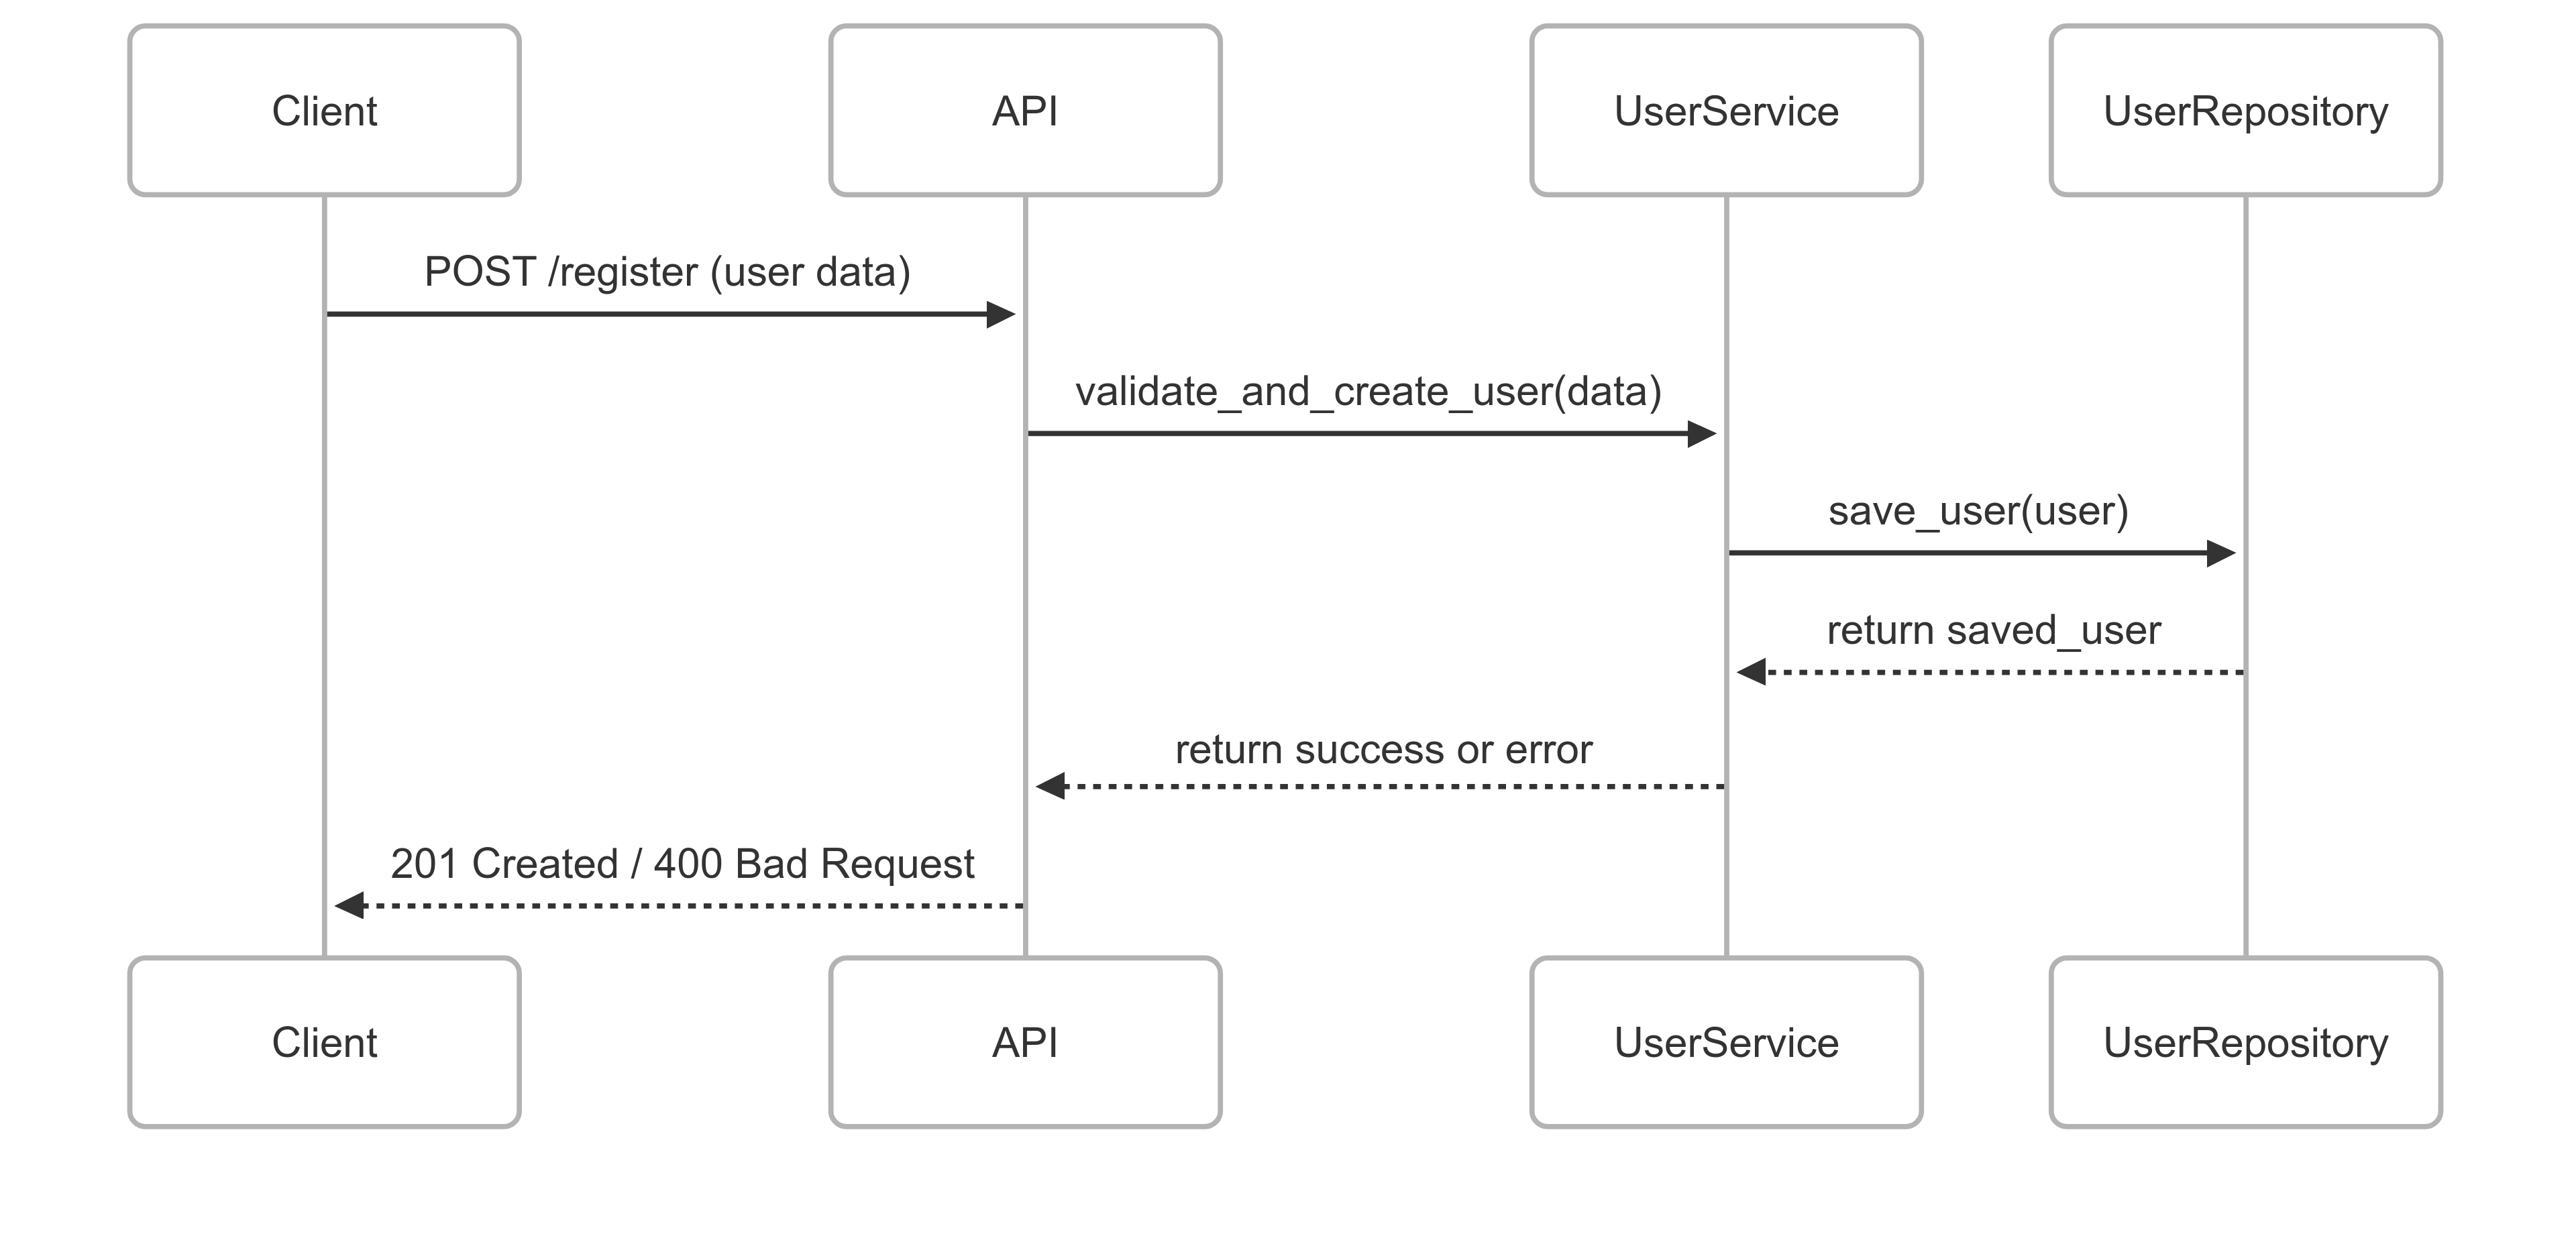 Client
API
UserService
UserRepository
POST /register (user data)
validate_and_create_user(data)
save_user(user)
return saved_user
return success or error
201 Created / 400 Bad Request
Client
API
UserService
UserRepository